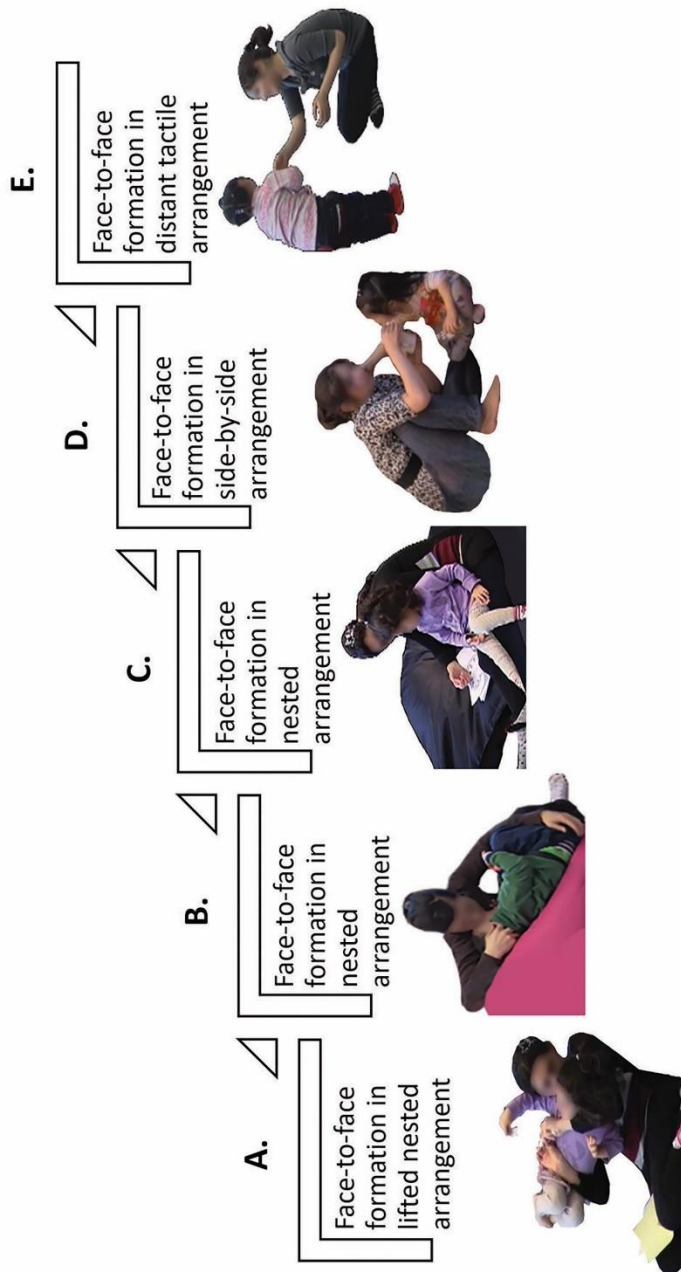 A.
Face-to-face
formation in
lifted nested
arrangement
B.
Face-to-face
formation in
nested
arrangement
C.
Face-to-face
formation in
nested
arrangement
D.
Face-to-face
formation in
side-by-side
arrangement
E.
Face-to-face
formation in
distant tactile
arrangement